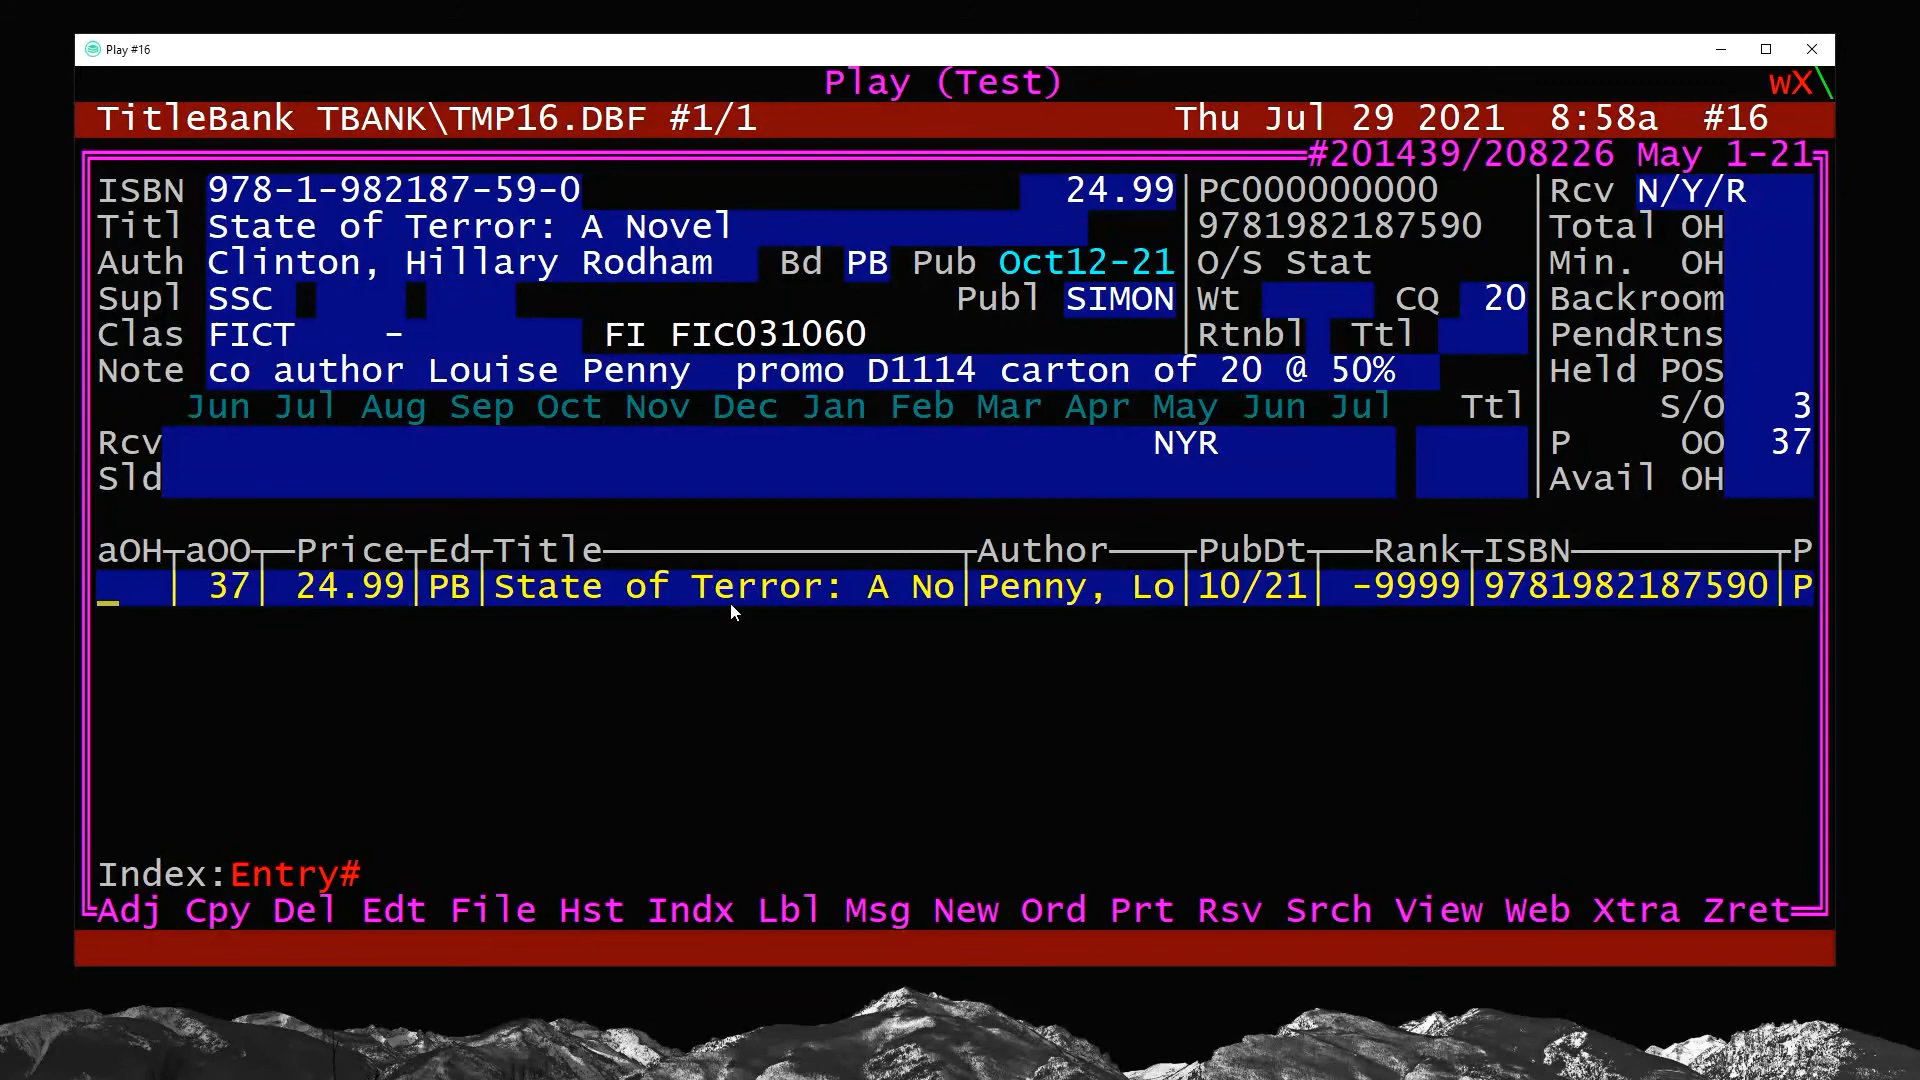 Play #16
Play (Test) wX\
TitleBank TBANK\TMP16.DBF #1/1 Thu Jul 29 2021 8:58a #16
#201439/208226 May 1-21
ISBN 978-1-982187-59-0 24.99 PC000000000 Rcv N/Y/R
Titl State of Terror: A Novel 9781982187590 Total OH
Auth Clinton, Hillary Rodham Bd PB Pub Oct12-21 O/S Stat Min. OH
Supl SSC Publ SIMON Wt CQ 20 Backroom
Clas FICT - FI FIC031060 Rtnbl Ttl PendRtns
Note co author Louise Penny promo D1114 carton of 20 @ 50% Held POS
Jun Jul Aug Sep Oct Nov Dec Jan Feb Mar Apr May Jun Jul Ttl S/O 3
Rcv NYR P OO 37
Sld Avail OH
aOH aOO Price Ed Title Author PubDt Rank ISBN P
37 24.99 PB State of Terror: A No Penny, Lo 10/21 -9999 9781982187590 P
Index:Entry#
Adj Cpy Del Edt File Hst Indx Lbl Msg New Ord Prt Rsv Srch View Web Xtra Zret